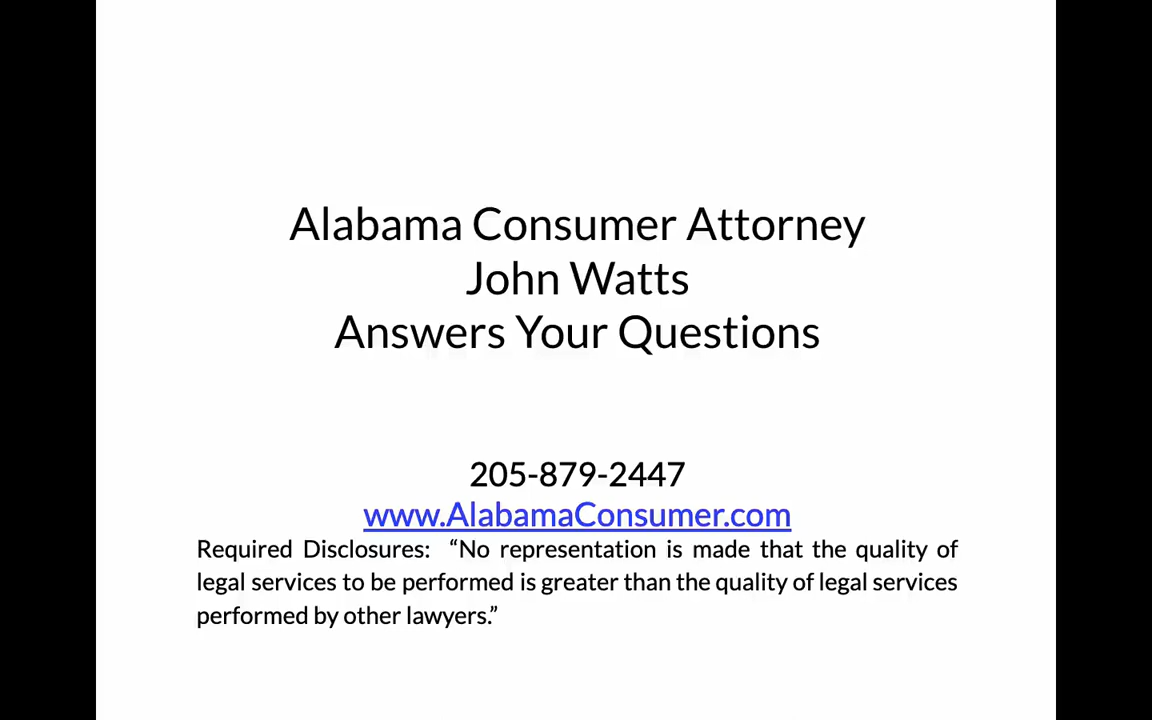 Alabama Consumer Attorney
John Watts
Answers Your Questions
205-879-2447
www.AlabamaConsumer.com
Required Disclosures: “No representation is made that the quality of
legal services to be performed is greater than the quality of legal services
performed by other lawyers.”